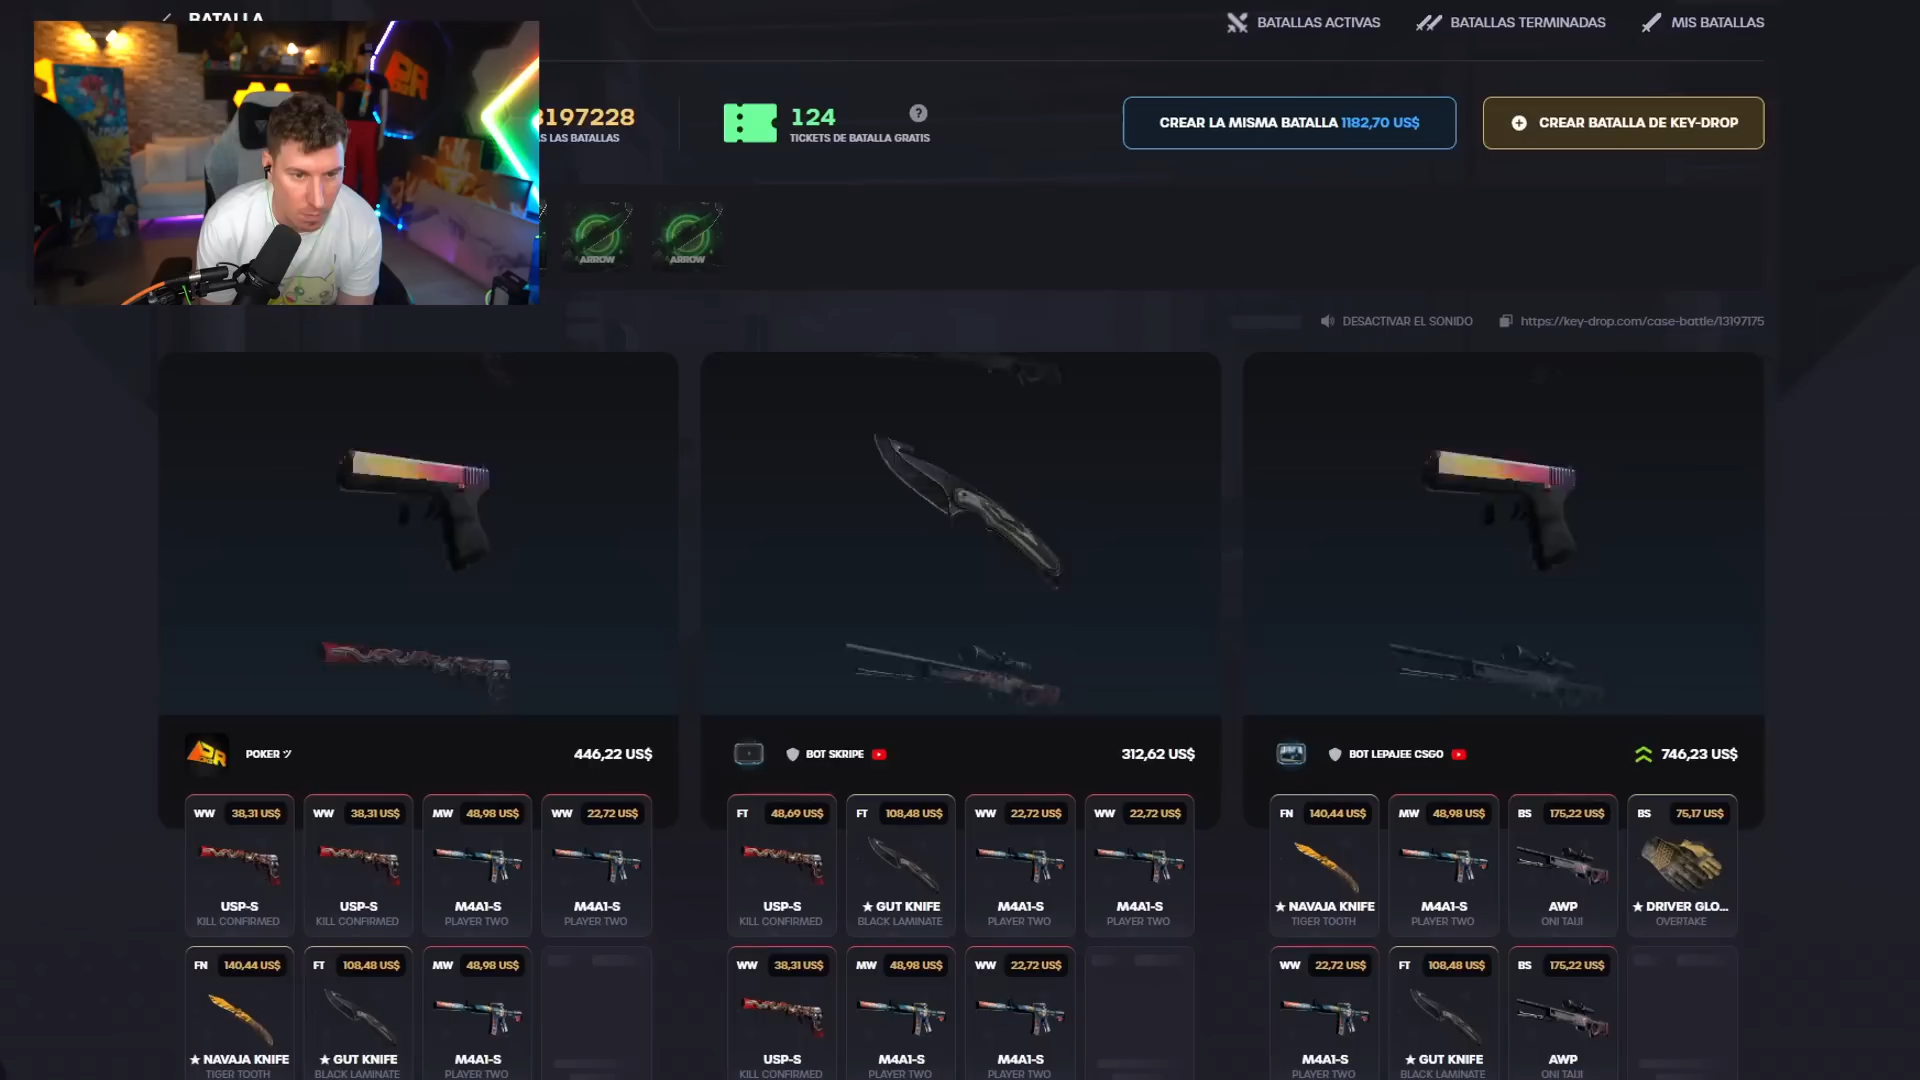 BATALLA
BATALLAS ACTIVAS
BATALLAS TERMINADAS
MIS BATALLAS
3197228
S LAS BATALLAS
124
TICKETS DE BATALLA GRATIS
?
CREAR LA MISMA BATALLA 1182,70 US$
CREAR BATALLA DE KEY-DROP
ARROW
ARROW
DESACTIVAR EL SONIDO
https://key-drop.com/case-battle/13197175
POKER ツ
446,22 US$
BOT SKRIPE
312,62 US$
BOT LEPAJEE CSGO
746,23 US$
WW 38,31 US$
USP-S
KILL CONFIRMED
WW 38,31 US$
USP-S
KILL CONFIRMED
MW 48,98 US$
M4A1-S
PLAYER TWO
WW 22,72 US$
M4A1-S
PLAYER TWO
FT 48,69 US$
USP-S
KILL CONFIRMED
FT 108,48 US$
★ GUT KNIFE
BLACK LAMINATE
WW 22,72 US$
M4A1-S
PLAYER TWO
WW 22,72 US$
M4A1-S
PLAYER TWO
FN 140,44 US$
★ NAVAJA KNIFE
TIGER TOOTH
MW 48,98 US$
M4A1-S
PLAYER TWO
BS 175,22 US$
AWP
ONI TAIJI
BS 75,17 US$
★ DRIVER GLO...
OVERTAKE
FN 140,44 US$
★ NAVAJA KNIFE
TIGER TOOTH
FT 108,48 US$
★ GUT KNIFE
BLACK LAMINATE
MW 48,98 US$
M4A1-S
PLAYER TWO
WW 38,31 US$
USP-S
KILL CONFIRMED
MW 48,98 US$
M4A1-S
PLAYER TWO
WW 22,72 US$
M4A1-S
PLAYER TWO
WW 22,72 US$
M4A1-S
PLAYER TWO
FT 108,48 US$
★ GUT KNIFE
BLACK LAMINATE
BS 175,22 US$
AWP
ONI TAIJI